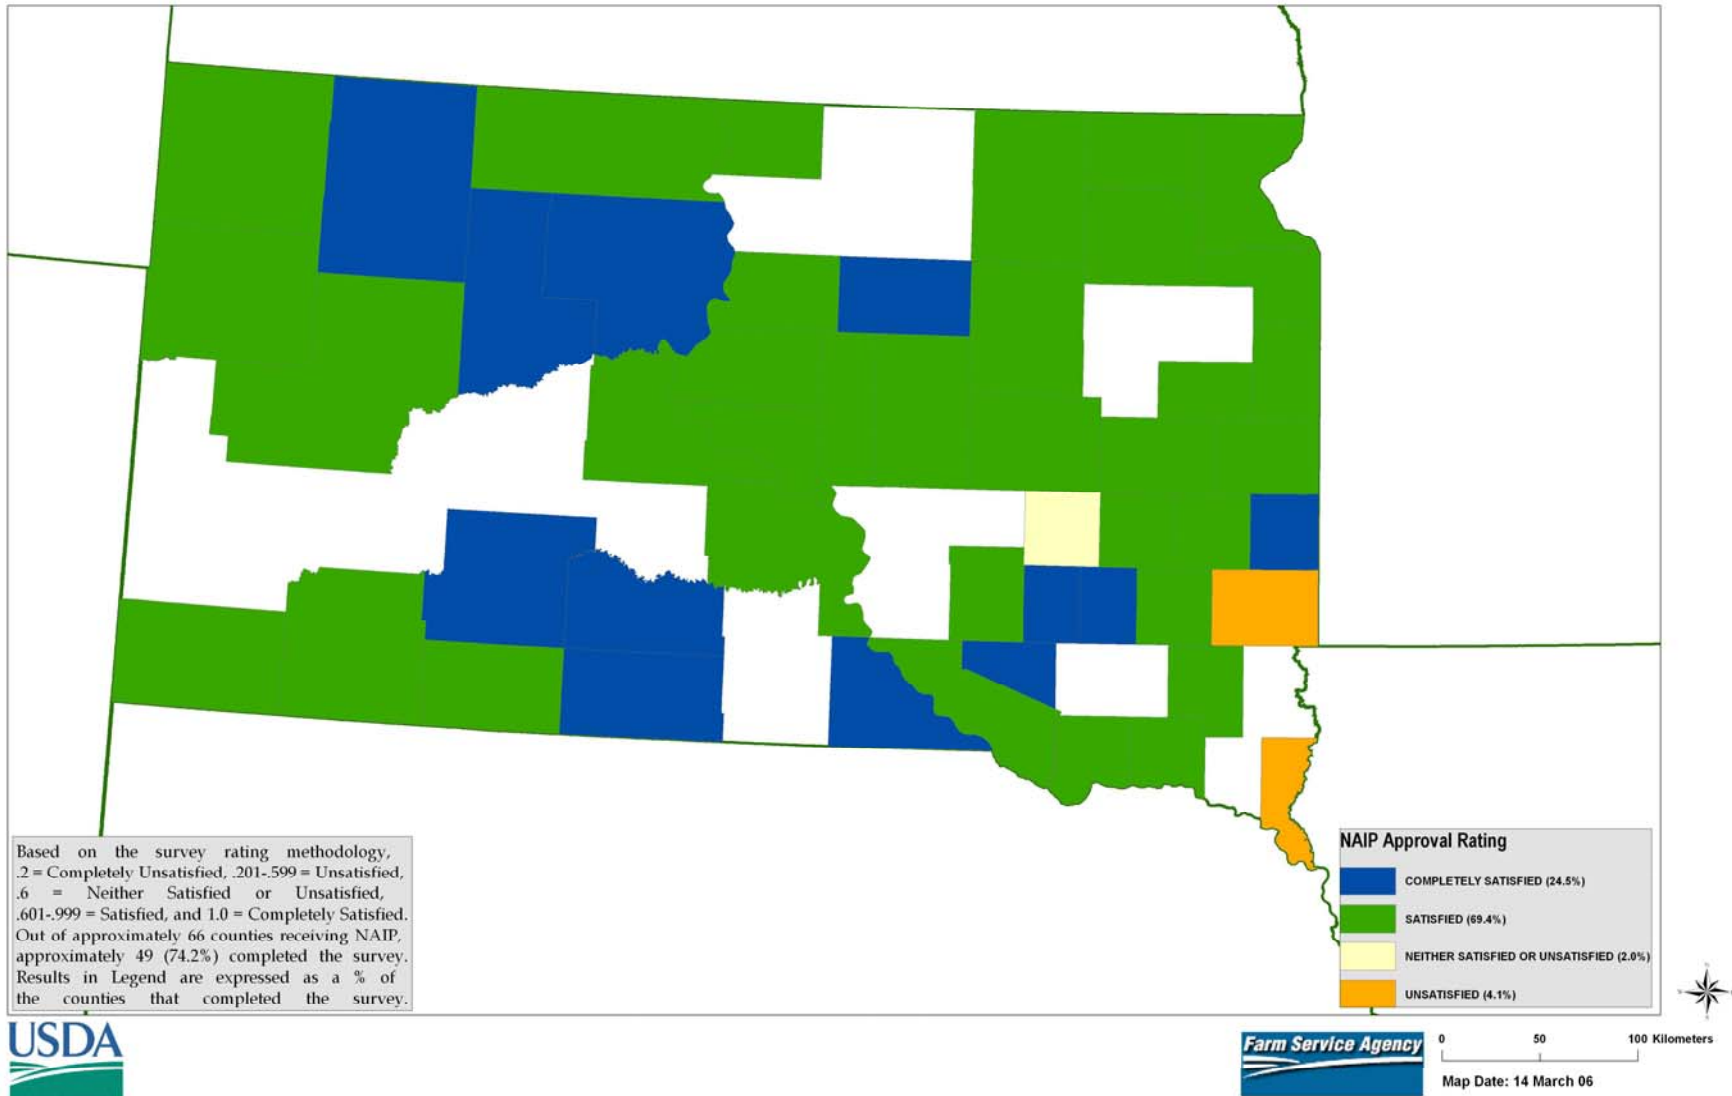 Based on the survey rating methodology,
.2 = Completely Unsatisfied, .201-.599 = Unsatisfied,
.6 = Neither Satisfied or Unsatisfied,
.601-.999 = Satisfied, and 1.0 = Completely Satisfied.
Out of approximately 66 counties receiving NAIP,
approximately 49 (74.2%) completed the survey.
Results in Legend are expressed as a % of
the counties that completed the survey.
NAIP Approval Rating
COMPLETELY SATISFIED (24.5%)
SATISFIED (69.4%)
NEITHER SATISFIED OR UNSATISFIED (2.0%)
UNSATISFIED (4.1%)
USDA
Farm Service Agency
0 50 100 Kilometers
Map Date: 14 March 06